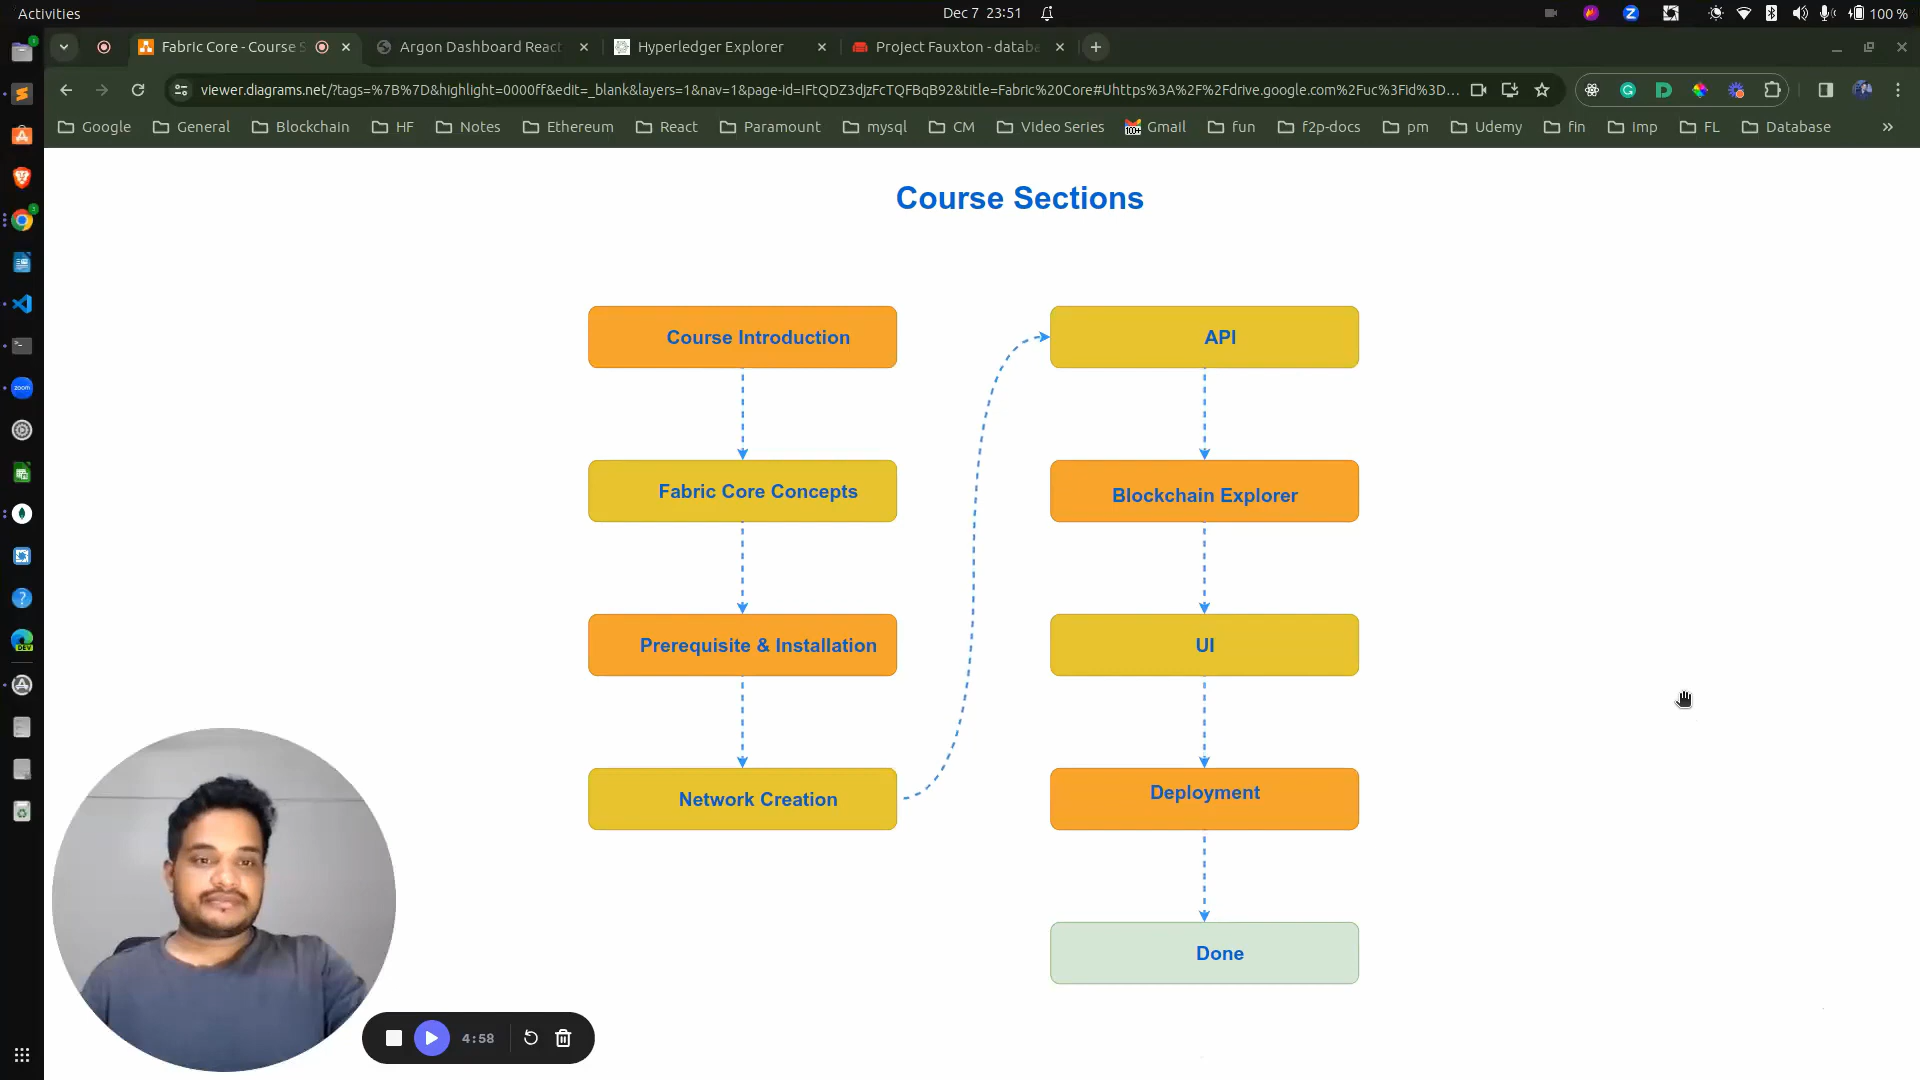 Activities
Dec 7 23:51
100 %
Fabric Core - Course S
Argon Dashboard React
Hyperledger Explorer
Project Fauxton - databa
viewer.diagrams.net/?tags=%7B%7D&highlight=0000ff&edit=_blank&layers=1&nav=1&page-id=IFtQDZ3djzFcTQFBqB92&title=Fabric%20Core#Uhttps%3A%2F%2Fdrive.google.com%2Fuc%3Fid%3D...
Google
General
Blockchain
HF
Notes
Ethereum
React
Paramount
mysql
CM
Video Series
100+
Gmail
fun
f2p-docs
pm
Udemy
fin
imp
FL
Database
»
Course Sections
Course Introduction
Fabric Core Concepts
Prerequisite & Installation
Network Creation
API
Blockchain Explorer
UI
Deployment
Done
zoom
DEV
4:58